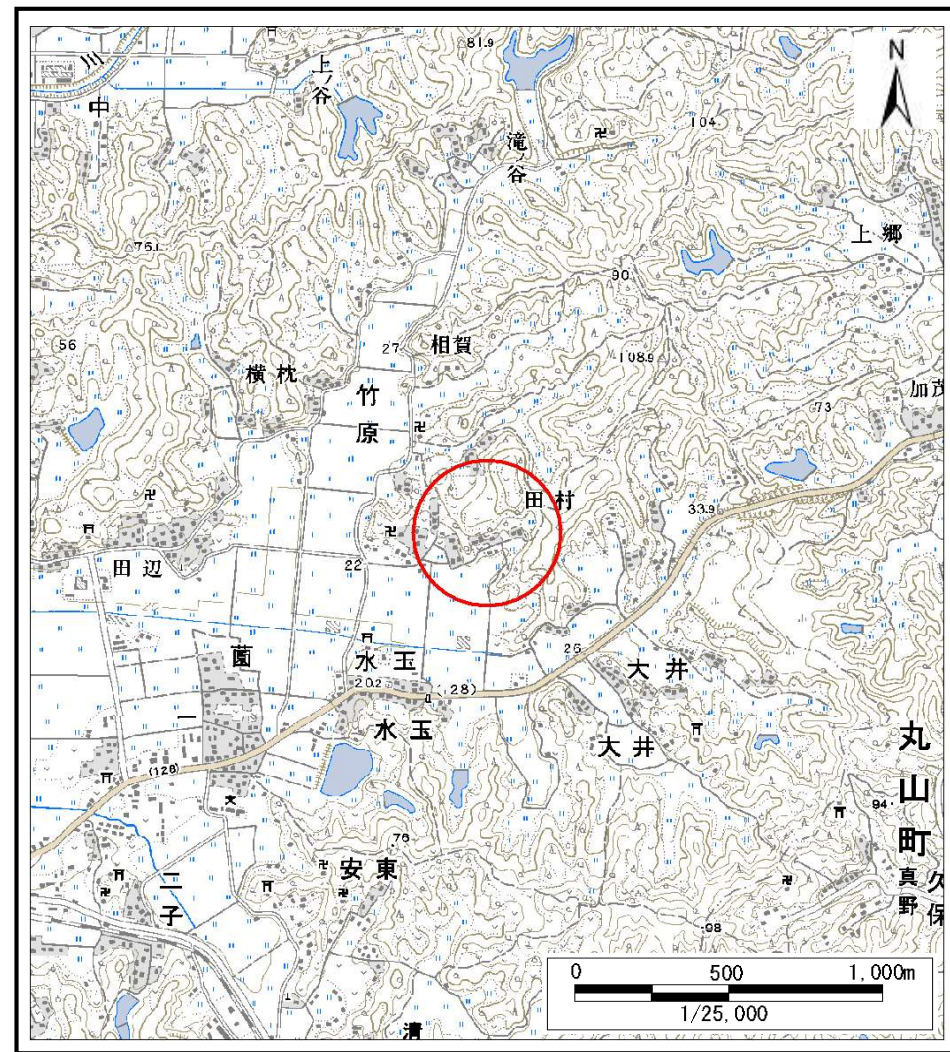 川
中
上ノ谷
81.9
N
滝ノ谷
104
上郷
76.1
90
56
27
相賀
108.9
横枕
竹原
加茂
73
田村
33.9
22
田辺
薗
水玉
26
大井
20.2
(28)
水玉
大井
丸山町
(128)
94
76
安東
真野
久保
二子
98
清
0 500 1,000m
1/25,000